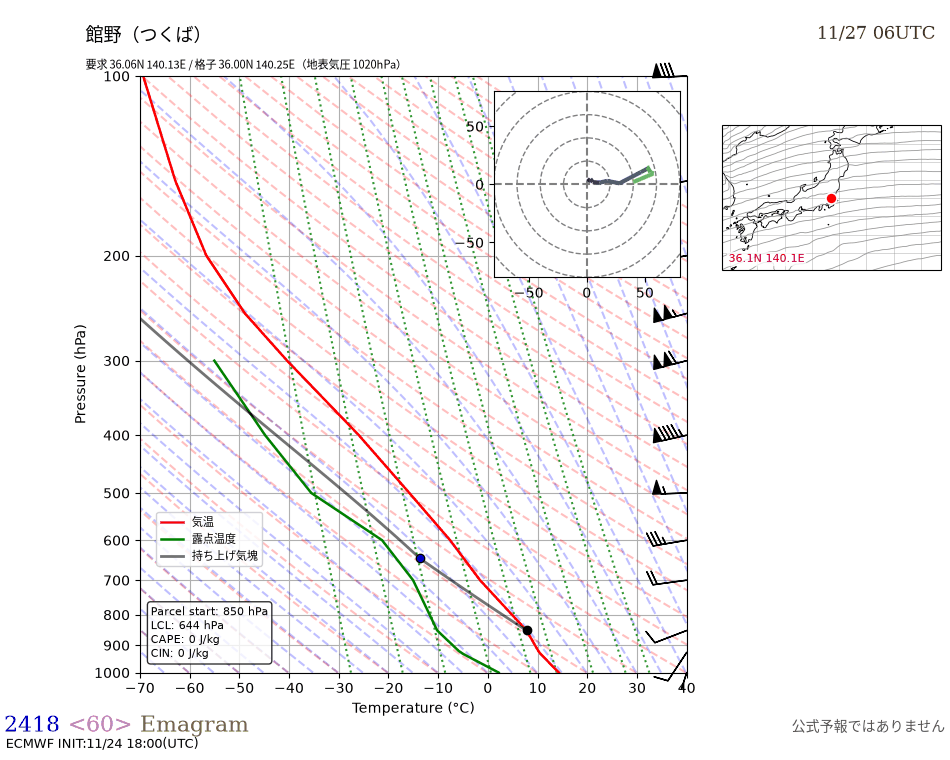 館野（つくば）
11/27 06UTC
要求 36.06N 140.13E / 格子 36.00N 140.25E（地表気圧 1020hPa）
100
200
300
400
500
600
700
800
900
1000
Pressure (hPa)
−70 −60 −50 −40 −30 −20 −10 0 10 20 30 40
Temperature (°C)
50
0
−50
−50 0 50
36.1N 140.1E
気温
露点温度
持ち上げ気塊
Parcel start: 850 hPa
LCL: 644 hPa
CAPE: 0 J/kg
CIN: 0 J/kg
2418 <60> Emagram
ECMWF INIT:11/24 18:00(UTC)
公式予報ではありません